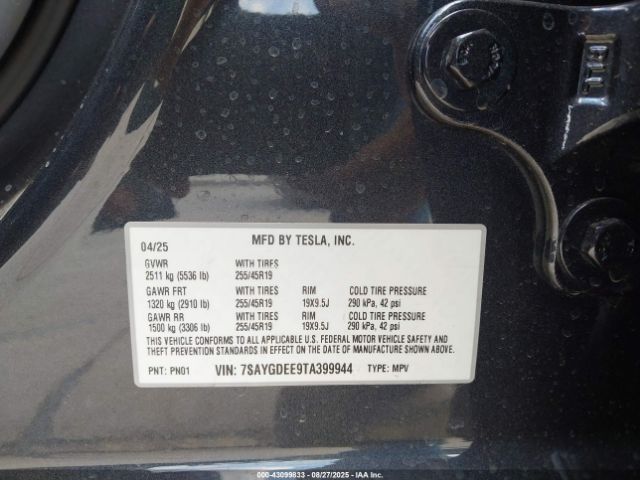 04/25 MFD BY TESLA, INC.
GVWR WITH TIRES
2511 kg (5536 lb) 255/45R19
GAWR FRT WITH TIRES RIM COLD TIRE PRESSURE
1320 kg (2910 lb) 255/45R19 19X9.5J 290 kPa, 42 psi
GAWR RR WITH TIRES RIM COLD TIRE PRESSURE
1500 kg (3306 lb) 255/45R19 19X9.5J 290 kPa, 42 psi
THIS VEHICLE CONFORMS TO ALL APPLICABLE U.S. FEDERAL MOTOR VEHICLE SAFETY AND
THEFT PREVENTION STANDARDS IN EFFECT ON THE DATE OF MANUFACTURE SHOWN ABOVE.
PNT: PN01 VIN: 7SAYGDEE9TA399944 TYPE: MPV
000-43099833 - 08/27/2025 - IAA Inc.